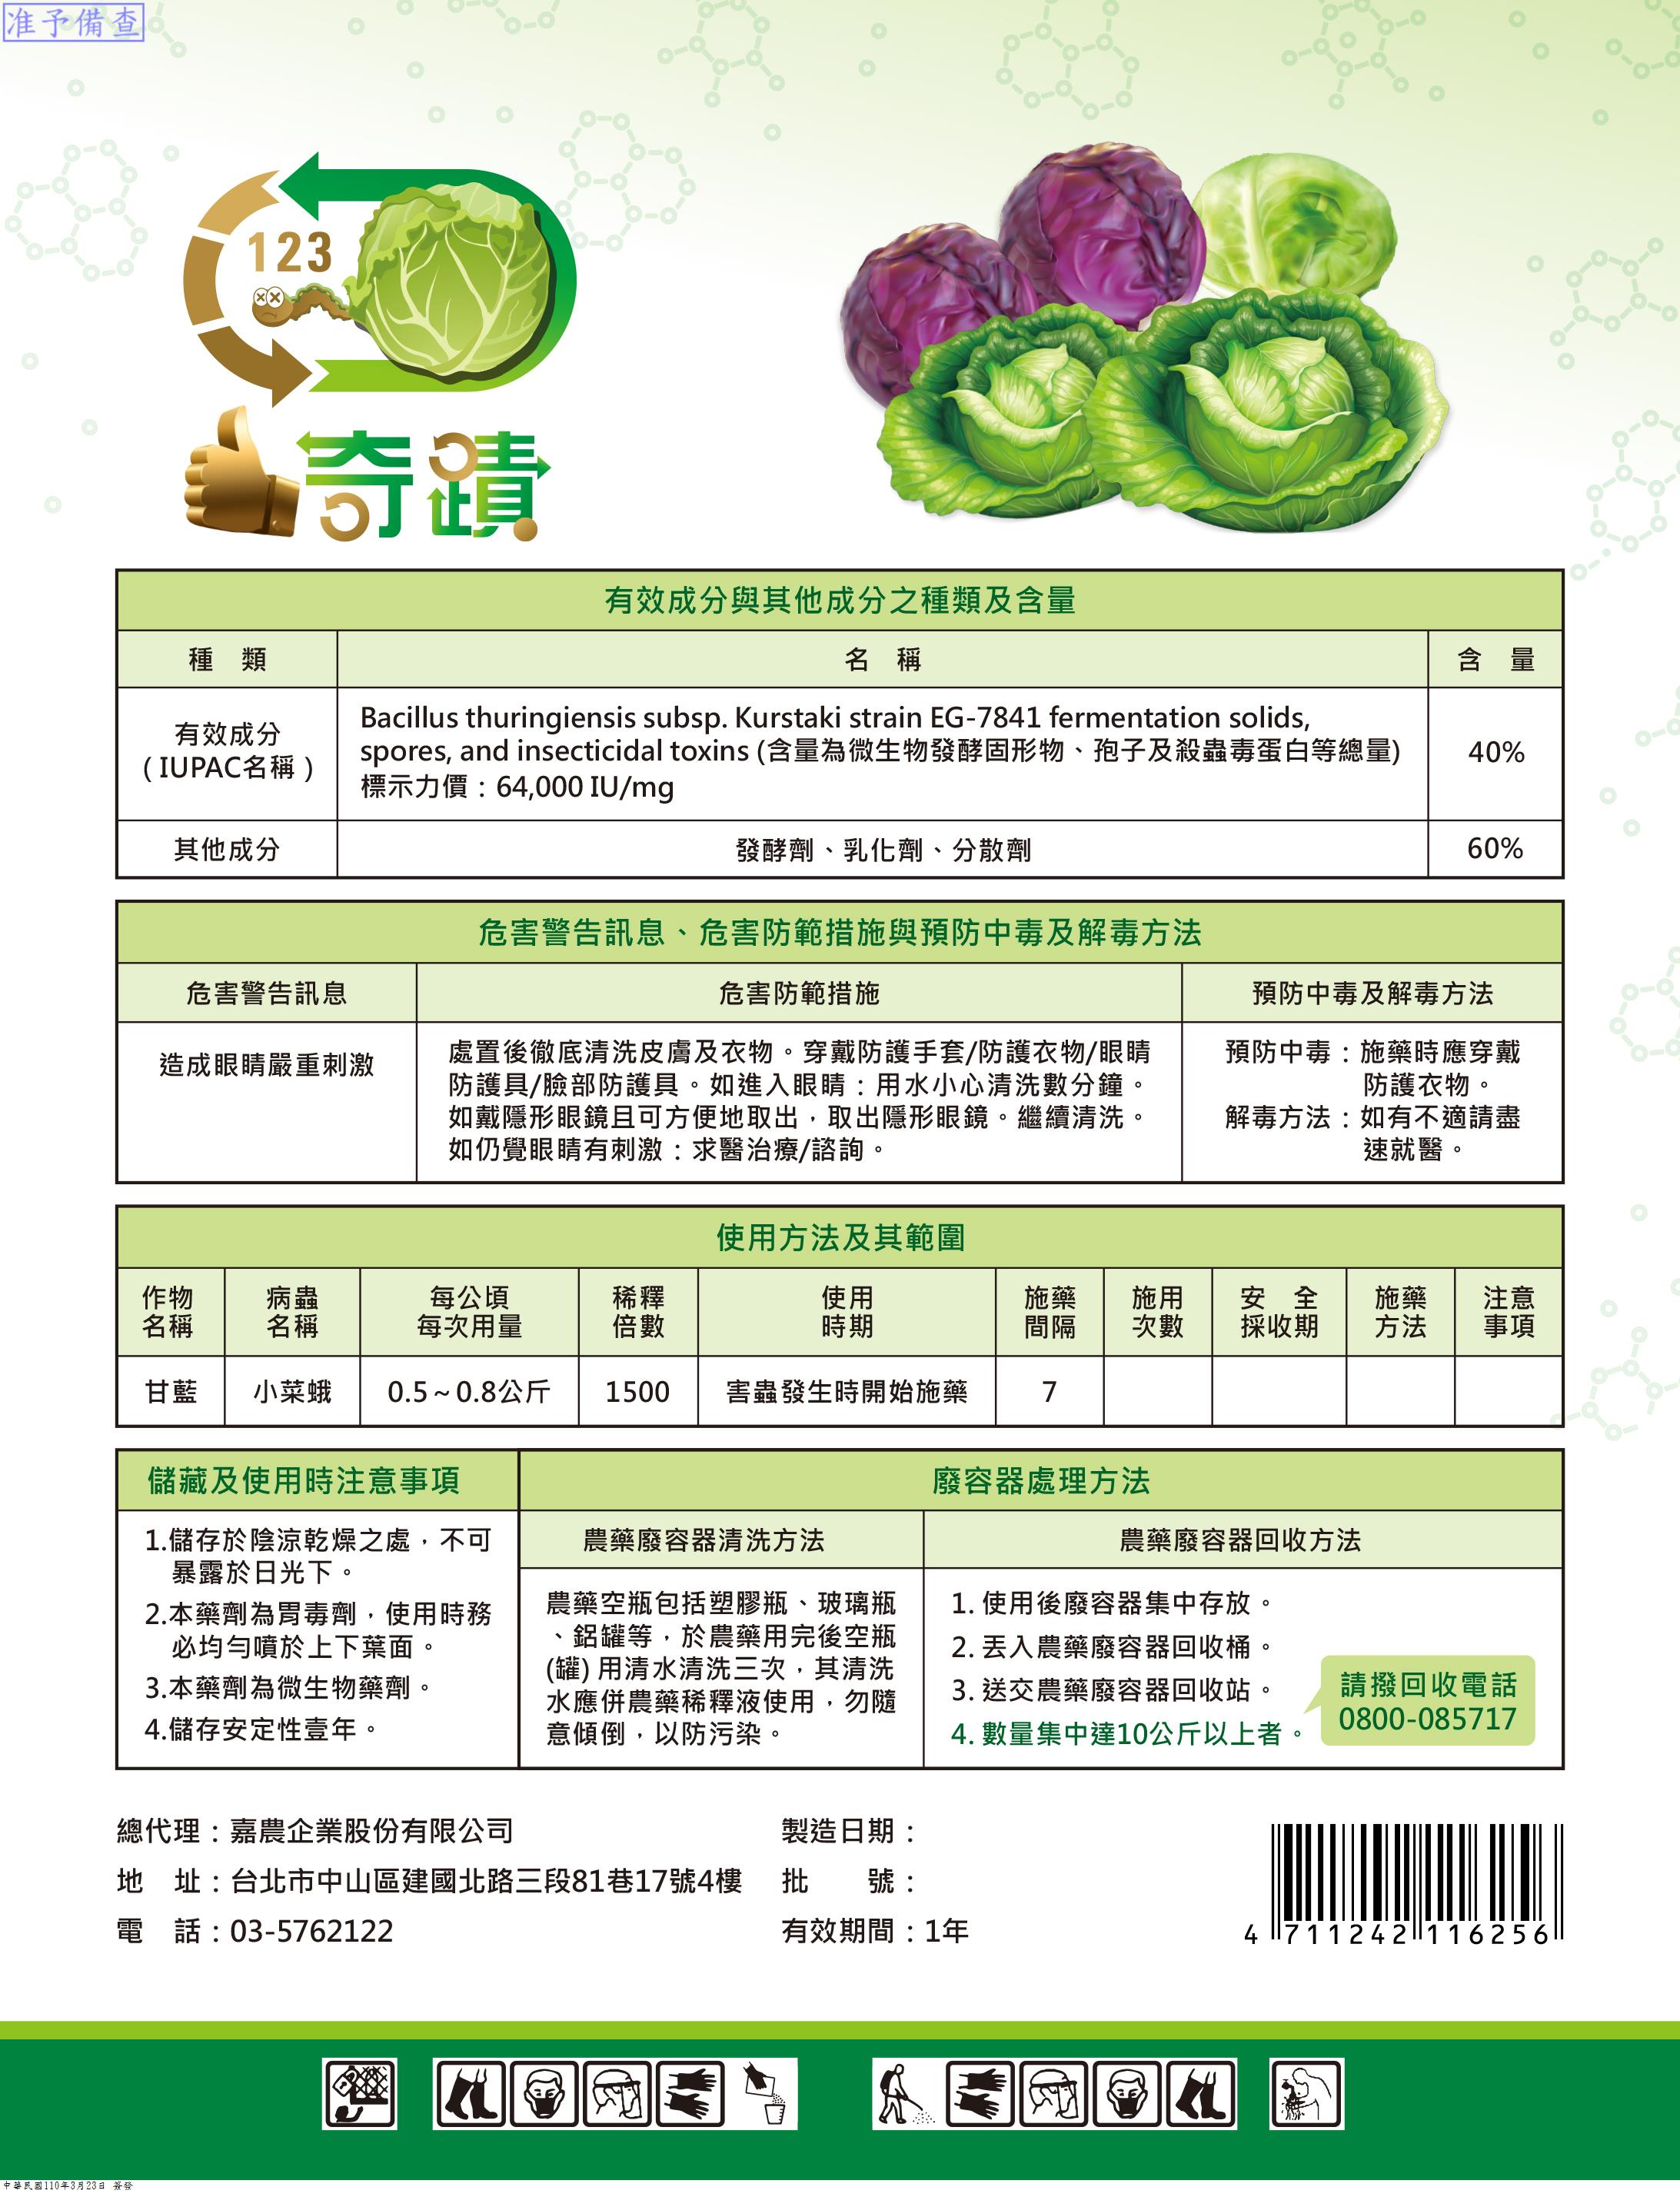 准予備查
123
奇蹟
有效成分與其他成分之種類及含量
種 類
名 稱
含 量
有效成分
(IUPAC名稱)
Bacillus thuringiensis subsp. Kurstaki strain EG-7841 fermentation solids,
spores, and insecticidal toxins (含量為微生物發酵固形物、孢子及殺蟲毒蛋白等總量)
標示力價：64,000 IU/mg
40%
其他成分
發酵劑、乳化劑、分散劑
60%
危害警告訊息、危害防範措施與預防中毒及解毒方法
危害警告訊息
危害防範措施
預防中毒及解毒方法
造成眼睛嚴重刺激
處置後徹底清洗皮膚及衣物。穿戴防護手套/防護衣物/眼睛
防護具/臉部防護具。如進入眼睛：用水小心清洗數分鐘。
如戴隱形眼鏡且可方便地取出，取出隱形眼鏡。繼續清洗。
如仍覺眼睛有刺激：求醫治療/諮詢。
預防中毒：施藥時應穿戴
防護衣物。
解毒方法：如有不適請盡
速就醫。
使用方法及其範圍
作物
名稱
病蟲
名稱
每公頃
每次用量
稀釋
倍數
使用
時期
施藥
間隔
施用
次數
安 全
採收期
施藥
方法
注意
事項
甘藍
小菜蛾
0.5~0.8公斤
1500
害蟲發生時開始施藥
7
儲藏及使用時注意事項
1.儲存於陰涼乾燥之處，不可
暴露於日光下。
2.本藥劑為胃毒劑，使用時務
必均勻噴於上下葉面。
3.本藥劑為微生物藥劑。
4.儲存安定性壹年。
廢容器處理方法
農藥廢容器清洗方法
農藥廢容器回收方法
農藥空瓶包括塑膠瓶、玻璃瓶
、鋁罐等，於農藥用完後空瓶
(罐) 用清水清洗三次，其清洗
水應併農藥稀釋液使用，勿隨
意傾倒，以防污染。
1. 使用後廢容器集中存放。
2. 丟入農藥廢容器回收桶。
3. 送交農藥廢容器回收站。
4. 數量集中達10公斤以上者。
請撥回收電話
0800-085717
總代理：嘉農企業股份有限公司
地 址：台北市中山區建國北路三段81巷17號4樓
電 話：03-5762122
製造日期：
批 號：
有效期間：1年
4 711242 116256
中華民國110年3月23日 簽發